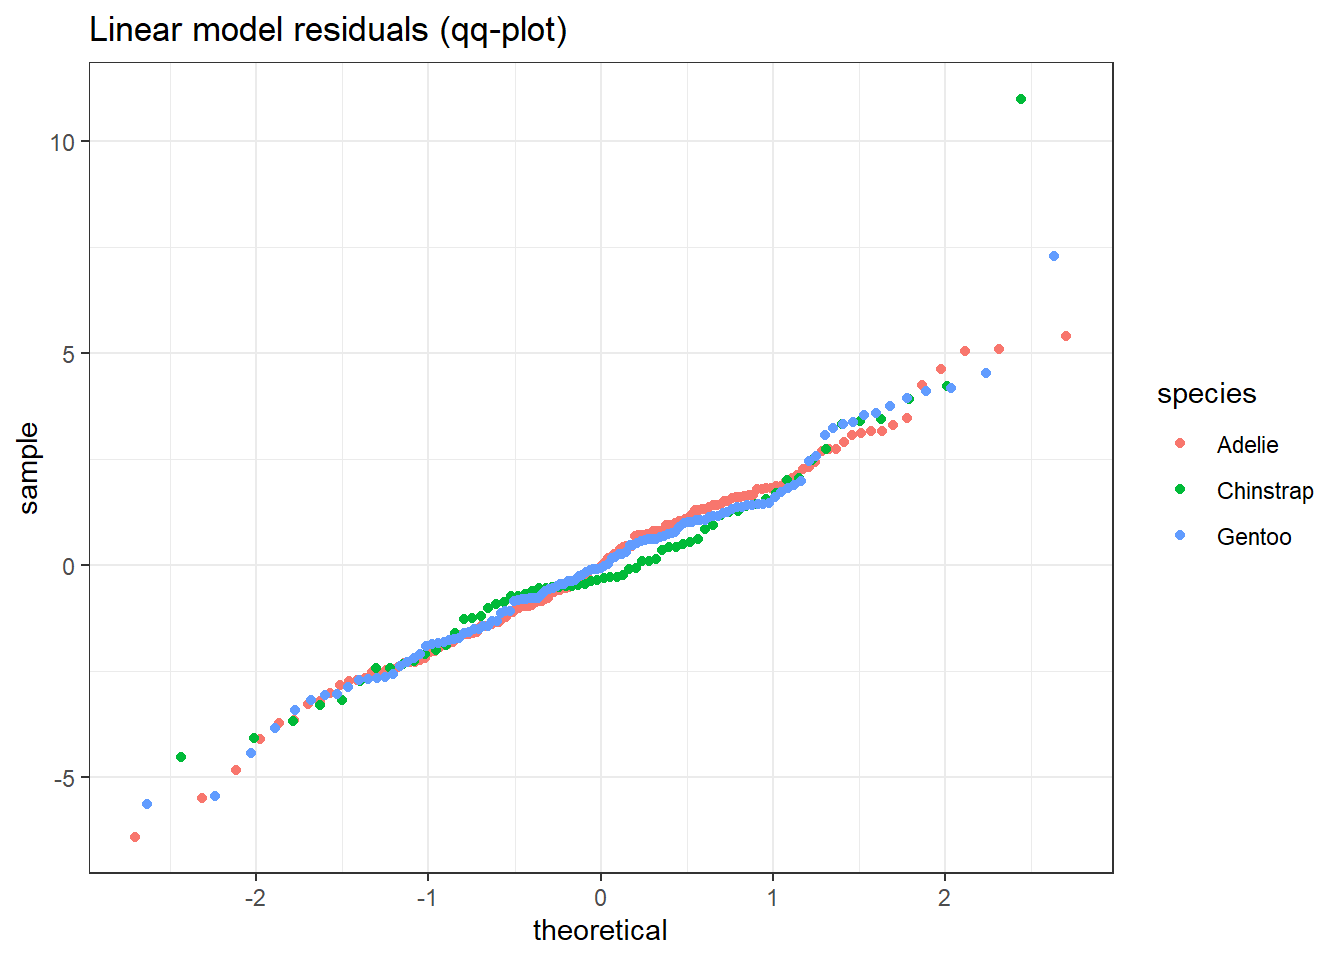 Linear model residuals (qq-plot)
10
5
0
-5
sample
-2
-1
0
1
2
theoretical
species
Adelie
Chinstrap
Gentoo